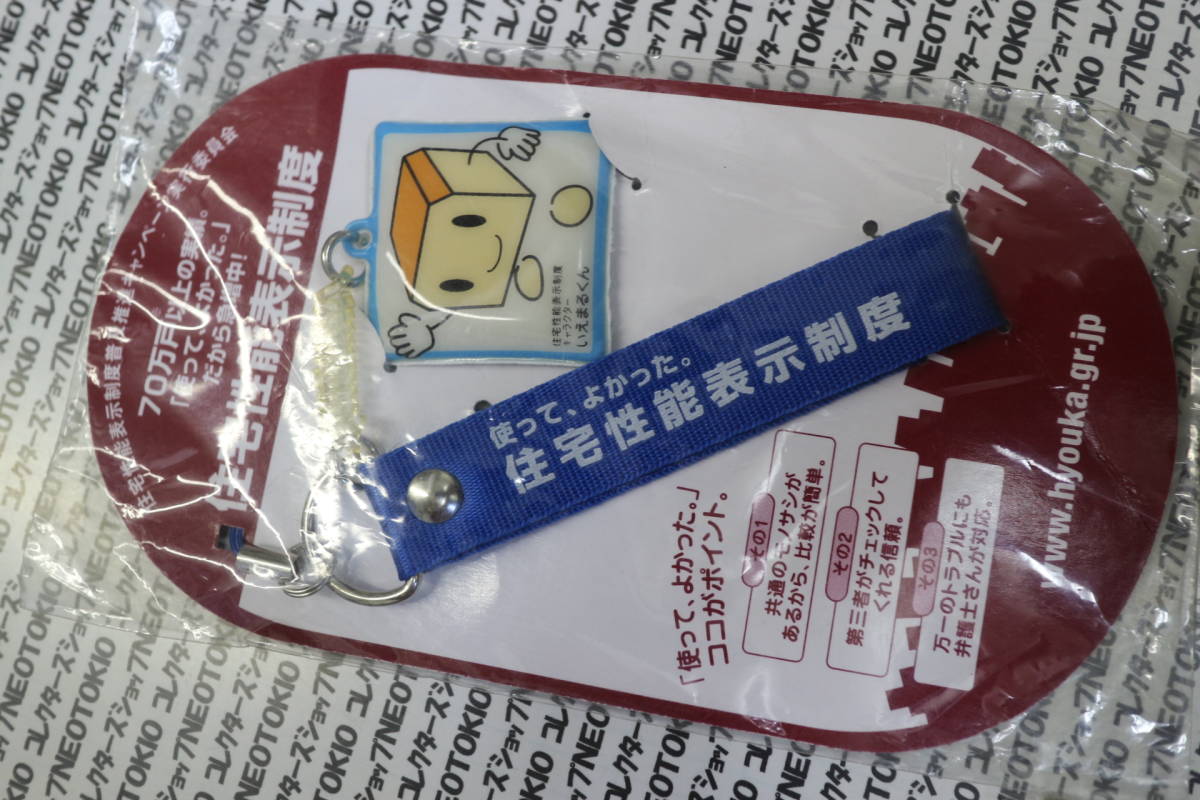 住宅性能表示制度普及推進キャンペーン実行委員会
70万戸以上の実績。
「使って、よかった。」
だから急増中!
住宅性能表示制度
住宅性能表示制度
キャラクター
いえまるくん
使って、よかった。
住宅性能表示制度
「使って、よかった。」
ココがポイント。
その1
共通のモノサシが
あるから、比較が簡単。
その2
第三者がチェックして
くれる信頼。
その3
万一のトラブルにも
弁護士さんが対応。
www.hyouka.gr.jp
コレクターズショップNEOTOKIO